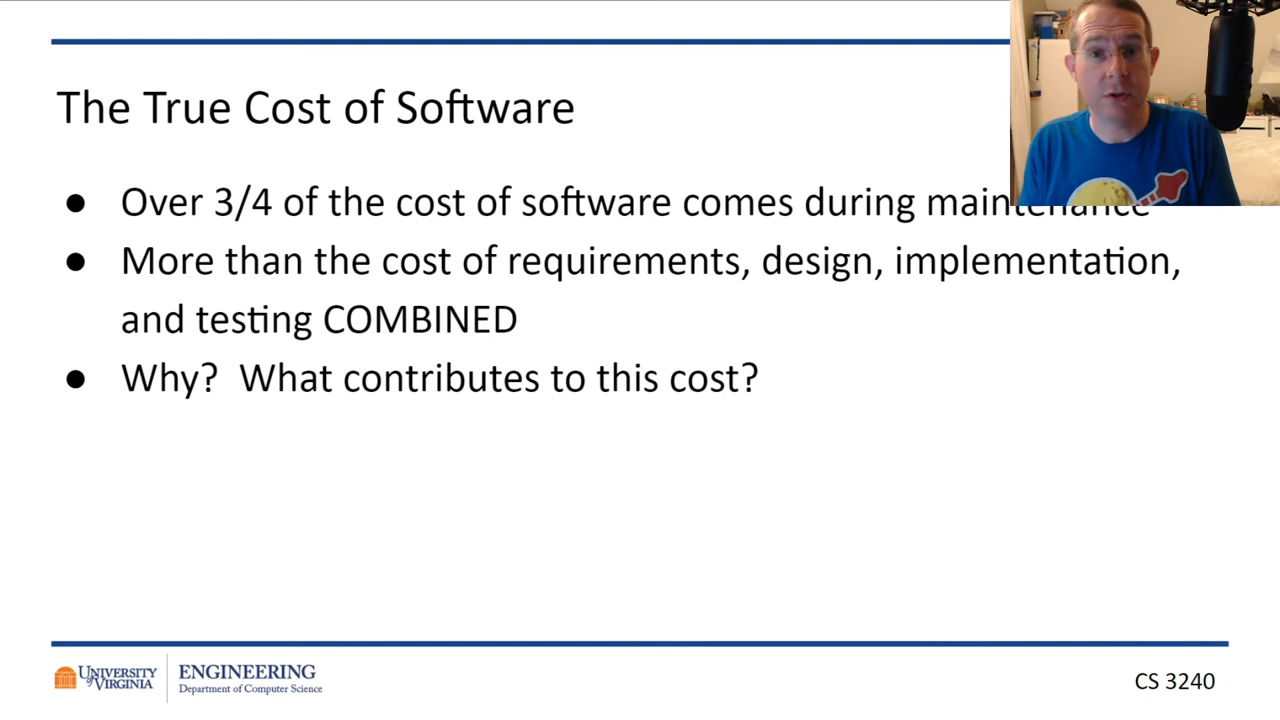 The True Cost of Software
● Over 3/4 of the cost of software comes during maintenance
● More than the cost of requirements, design, implementation,
and testing COMBINED
● Why?  What contributes to this cost?
UNIVERSITY of VIRGINIA
ENGINEERING
Department of Computer Science
CS 3240